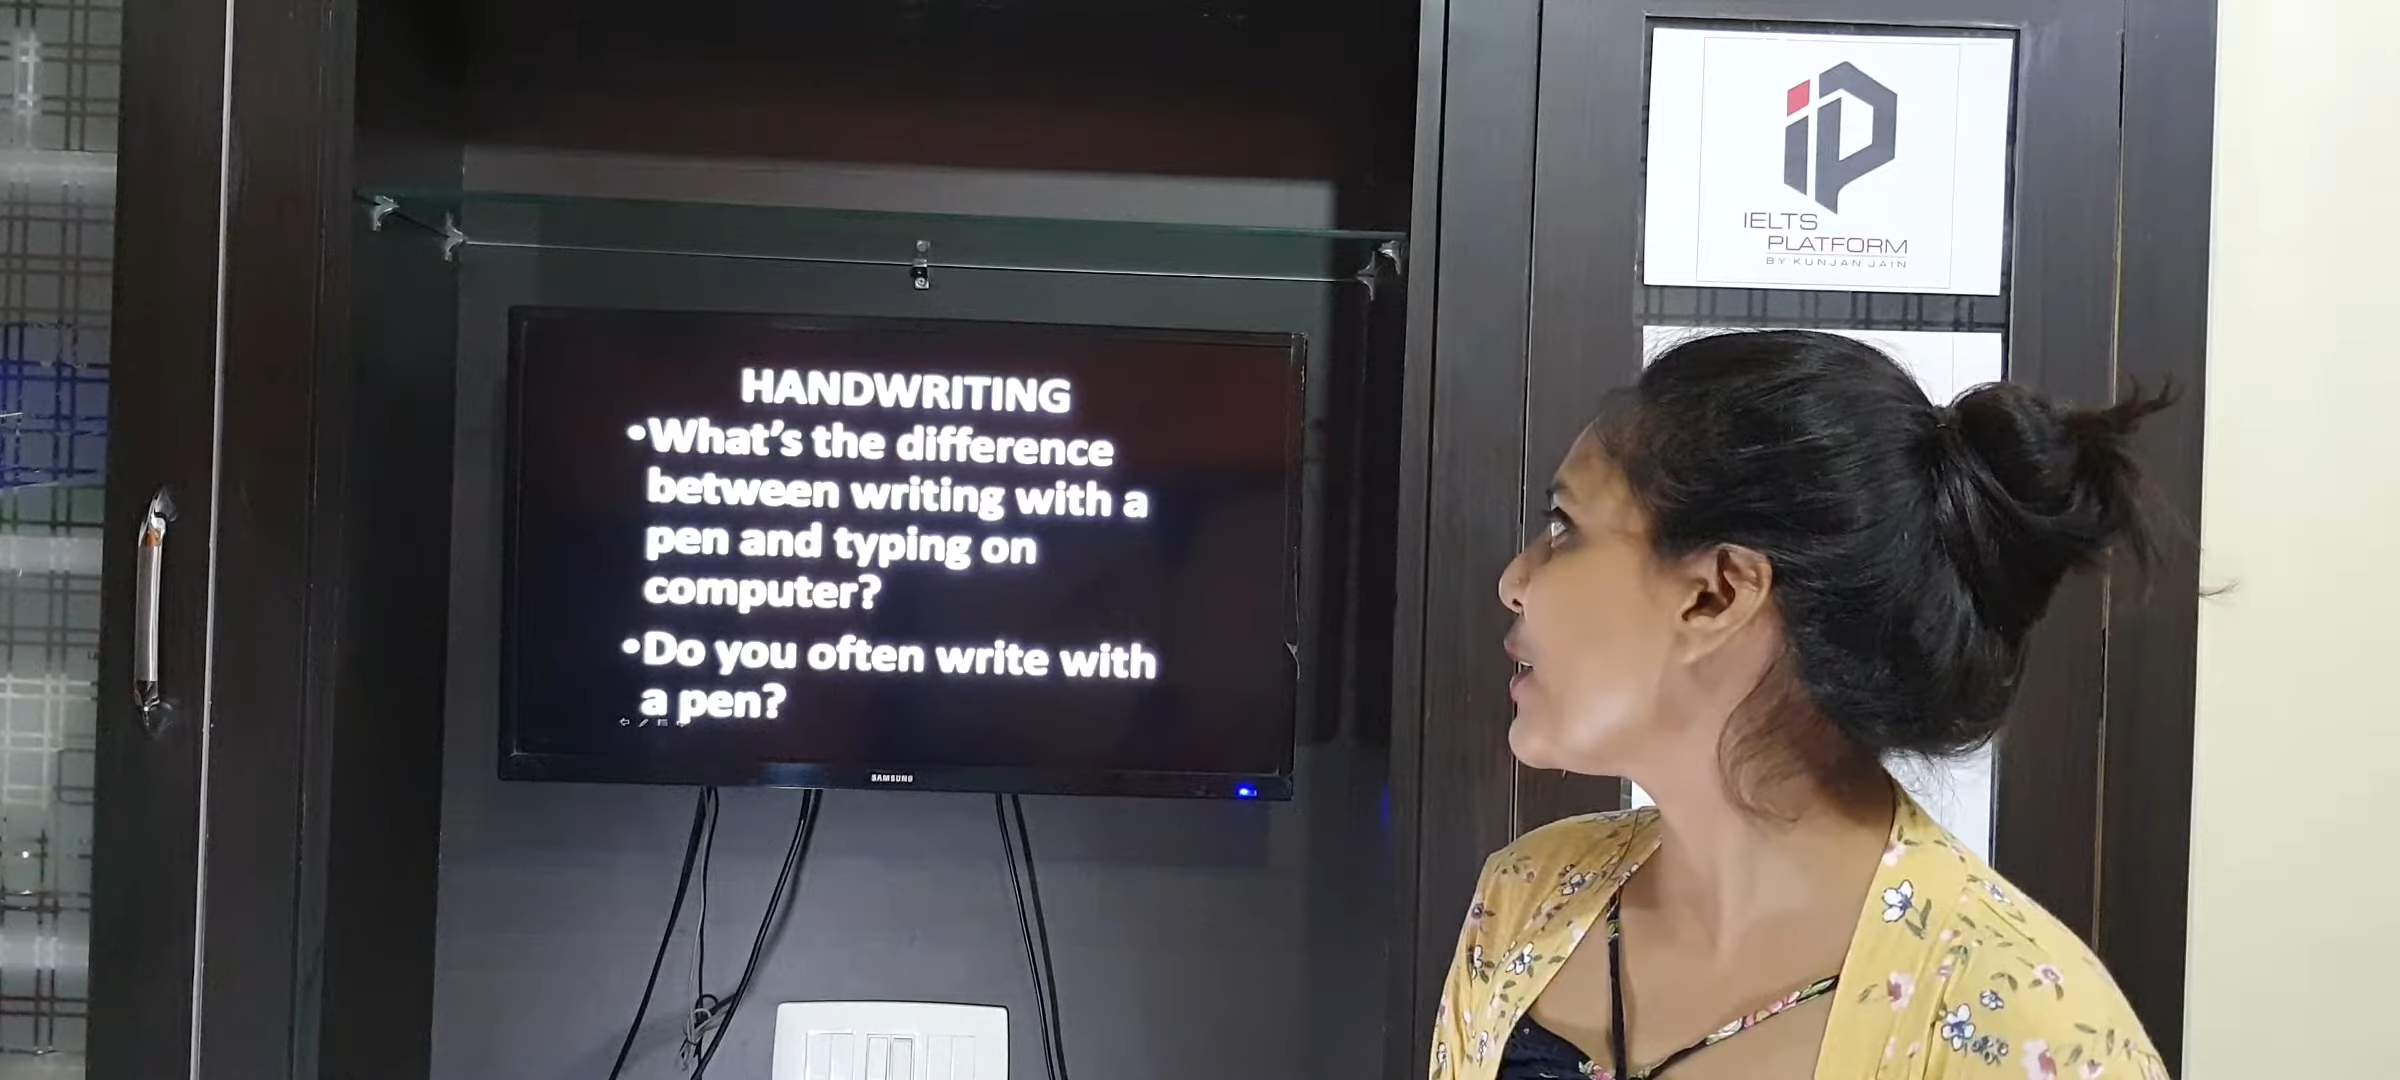 IELTS
PLATFORM
BY KUNJAN JAIN
HANDWRITING
•What's the difference
between writing with a
pen and typing on
computer?
•Do you often write with
a pen?
SAMSUNG